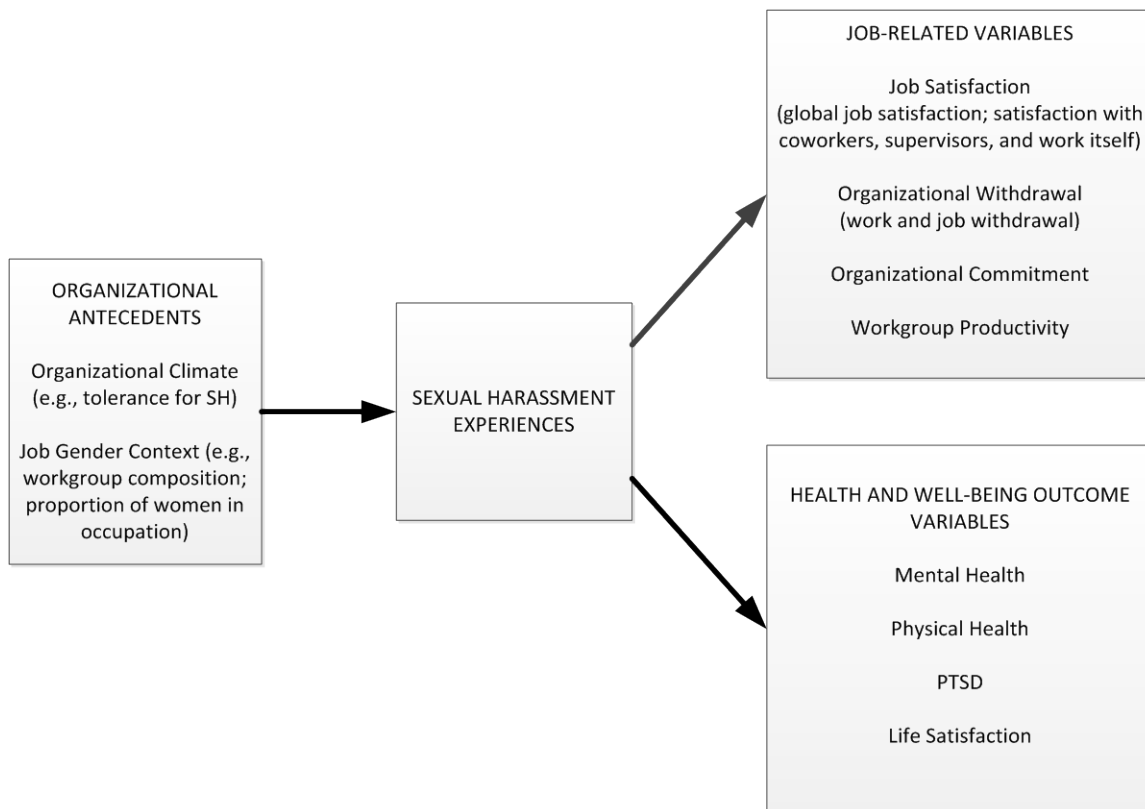 ORGANIZATIONAL
ANTECEDENTS
Organizational Climate
(e.g., tolerance for SH)
Job Gender Context (e.g.,
workgroup composition;
proportion of women in
occupation)
SEXUAL HARASSMENT
EXPERIENCES
JOB-RELATED VARIABLES
Job Satisfaction
(global job satisfaction; satisfaction with
coworkers, supervisors, and work itself)
Organizational Withdrawal
(work and job withdrawal)
Organizational Commitment
Workgroup Productivity
HEALTH AND WELL-BEING OUTCOME
VARIABLES
Mental Health
Physical Health
PTSD
Life Satisfaction